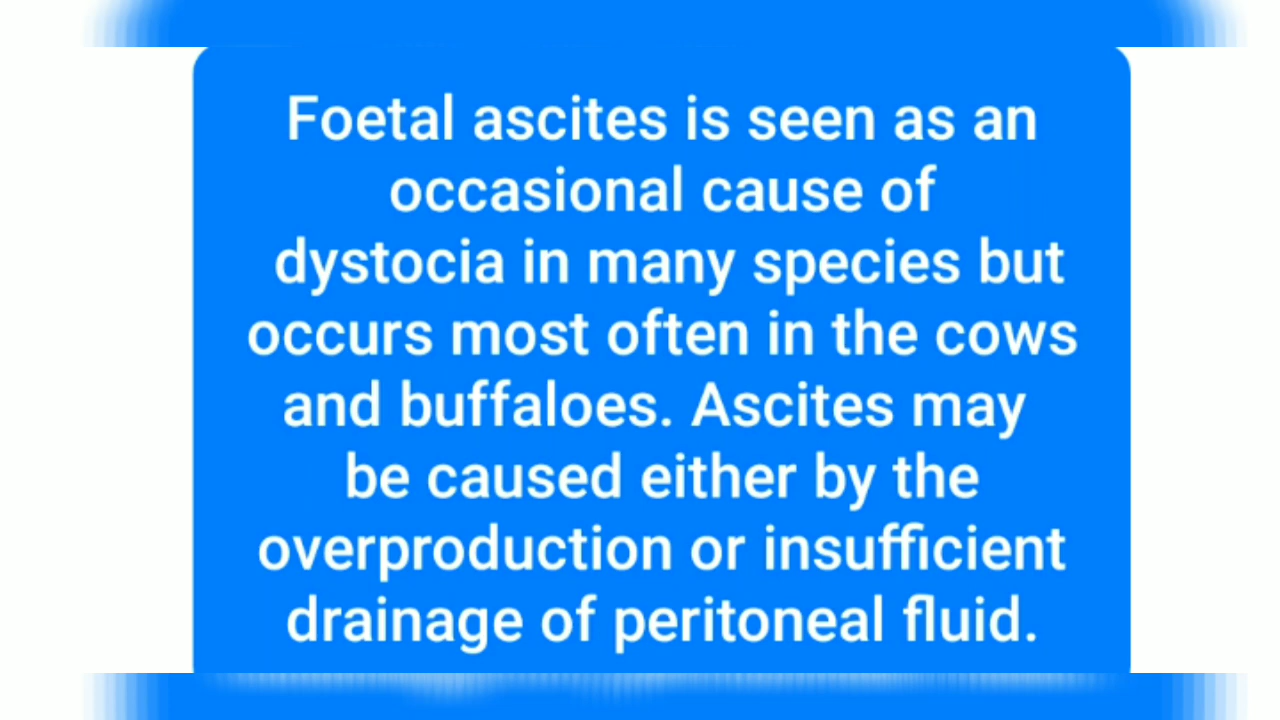 Foetal ascites is seen as an
occasional cause of
dystocia in many species but
occurs most often in the cows
and buffaloes. Ascites may
be caused either by the
overproduction or insufficient
drainage of peritoneal fluid.